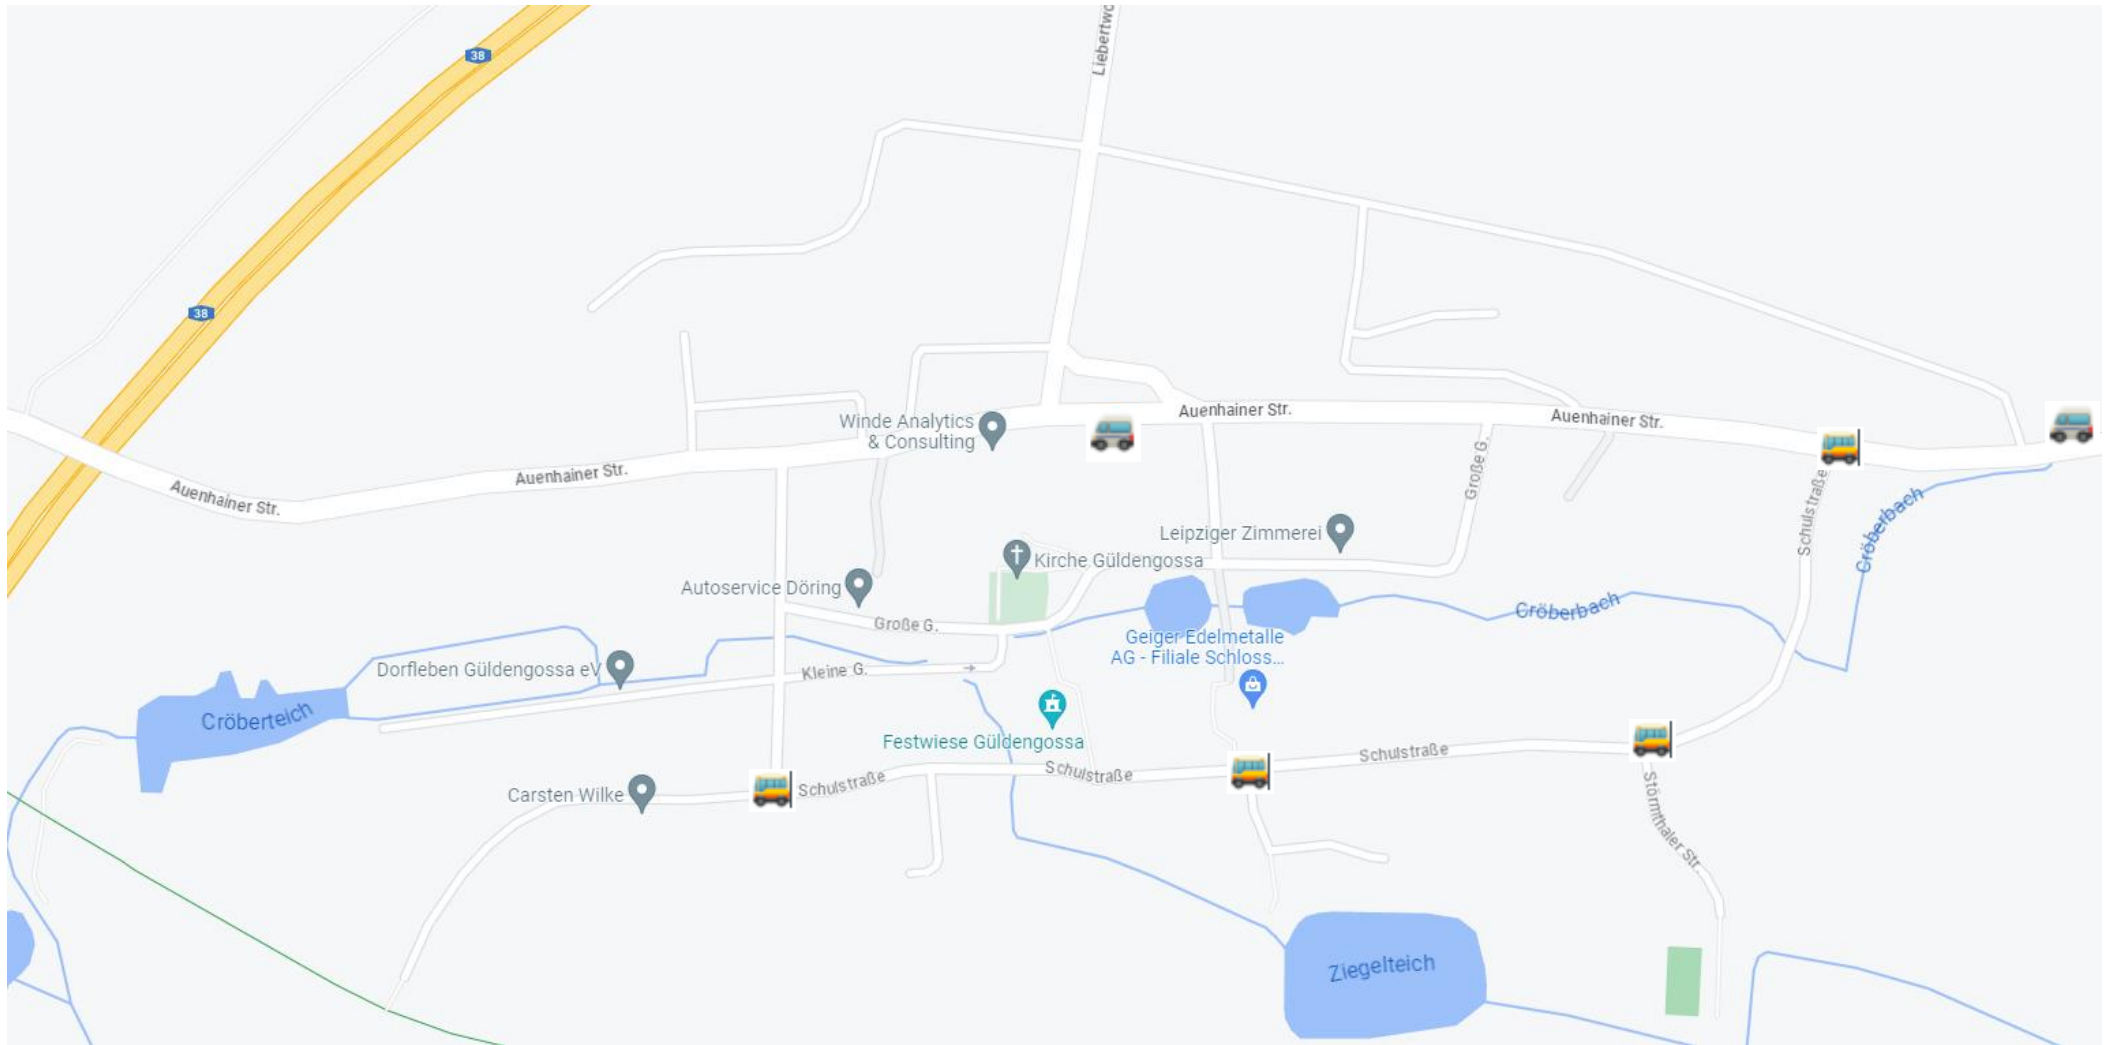 38
Liebertwo
38
Auenhainer Str.
Auenhainer Str.
Winde Analytics
& Consulting
Auenhainer Str.
Auenhainer Str.
Große G.
Schulstraße
Cröberbach
Leipziger Zimmerei
Kirche Güldengossa
Autoservice Döring
Große G.
Cröberbach
Geiger Edelmetalle
AG - Filiale Schloss...
Dorfleben Güldengossa eV
Kleine G.
Cröberteich
Festwiese Güldengossa
Schulstraße
Schulstraße
Schulstraße
Carsten Wilke
Störmthaler Str.
Ziegelteich